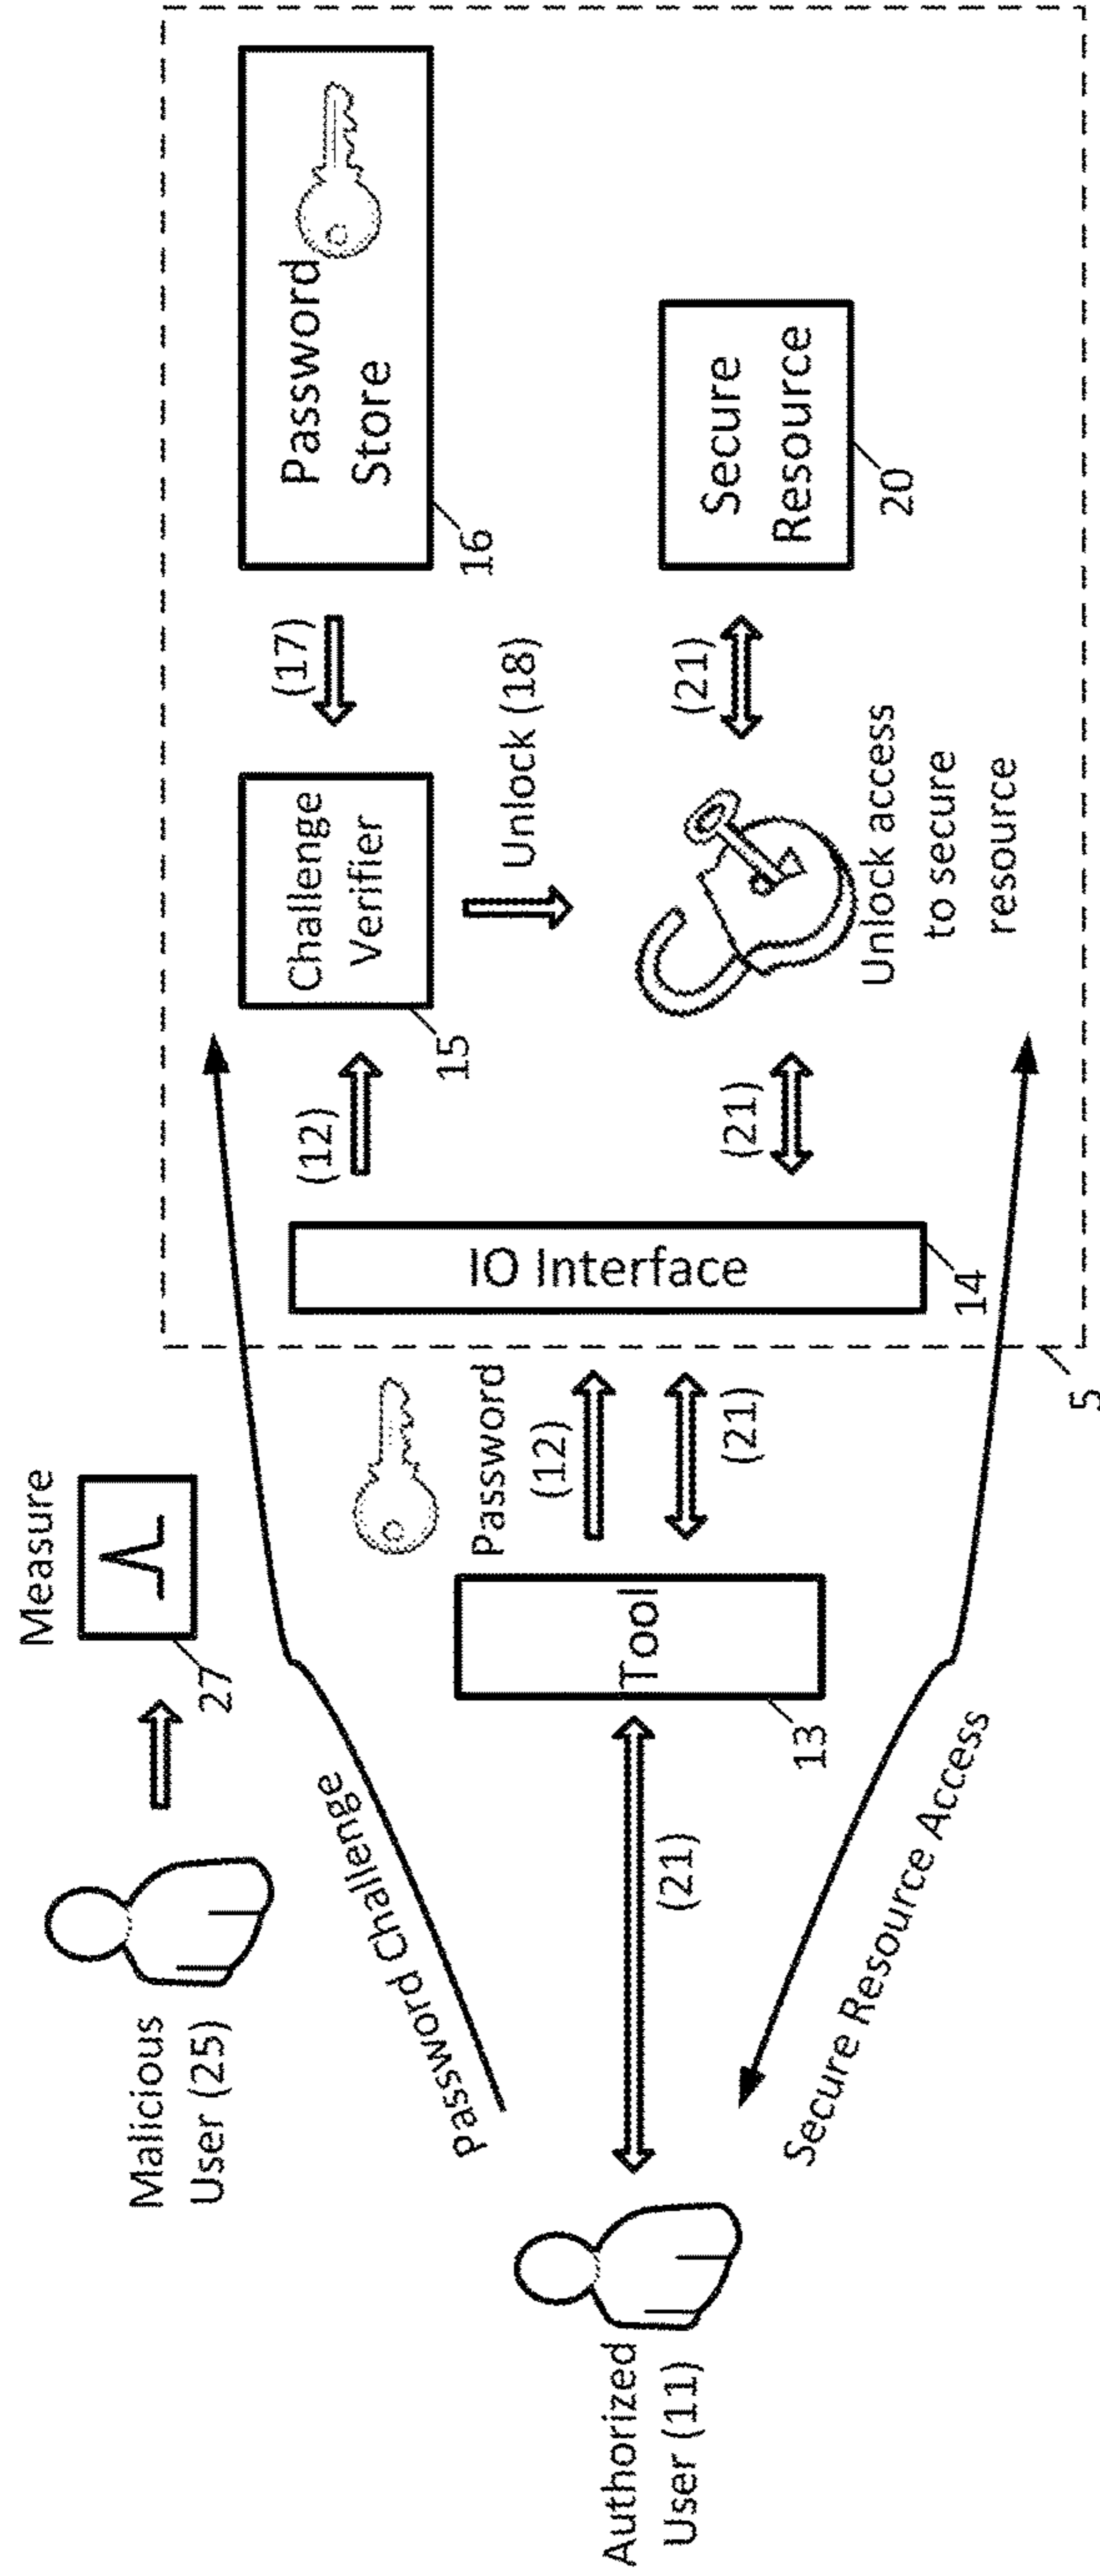 Malicious
User (25)
27
Measure
Password Challenge
Authorized
User (11)
(21)
Secure Resource Access
13
Tool
Password
(12)
(21)
5
IO Interface
14
(12)
(21)
15
Challenge
Verifier
Unlock (18)
Unlock access
to secure
resource
(17)
(21)
16
Password
Store
Secure
Resource
20